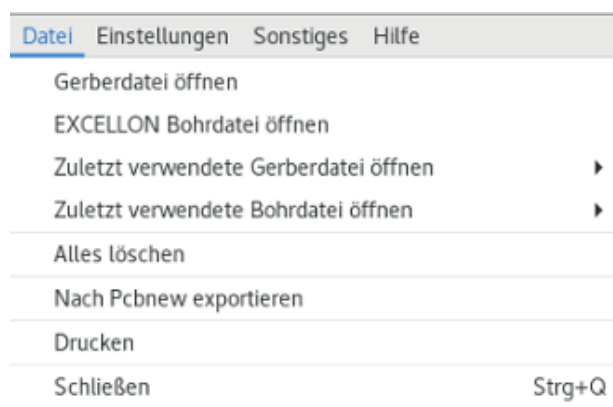 Datei Einstellungen Sonstiges Hilfe
Gerberdatei öffnen
EXCELLON Bohrdatei öffnen
Zuletzt verwendete Gerberdatei öffnen
Zuletzt verwendete Bohrdatei öffnen
Alles löschen
Nach Pcbnew exportieren
Drucken
Schließen Strg+Q